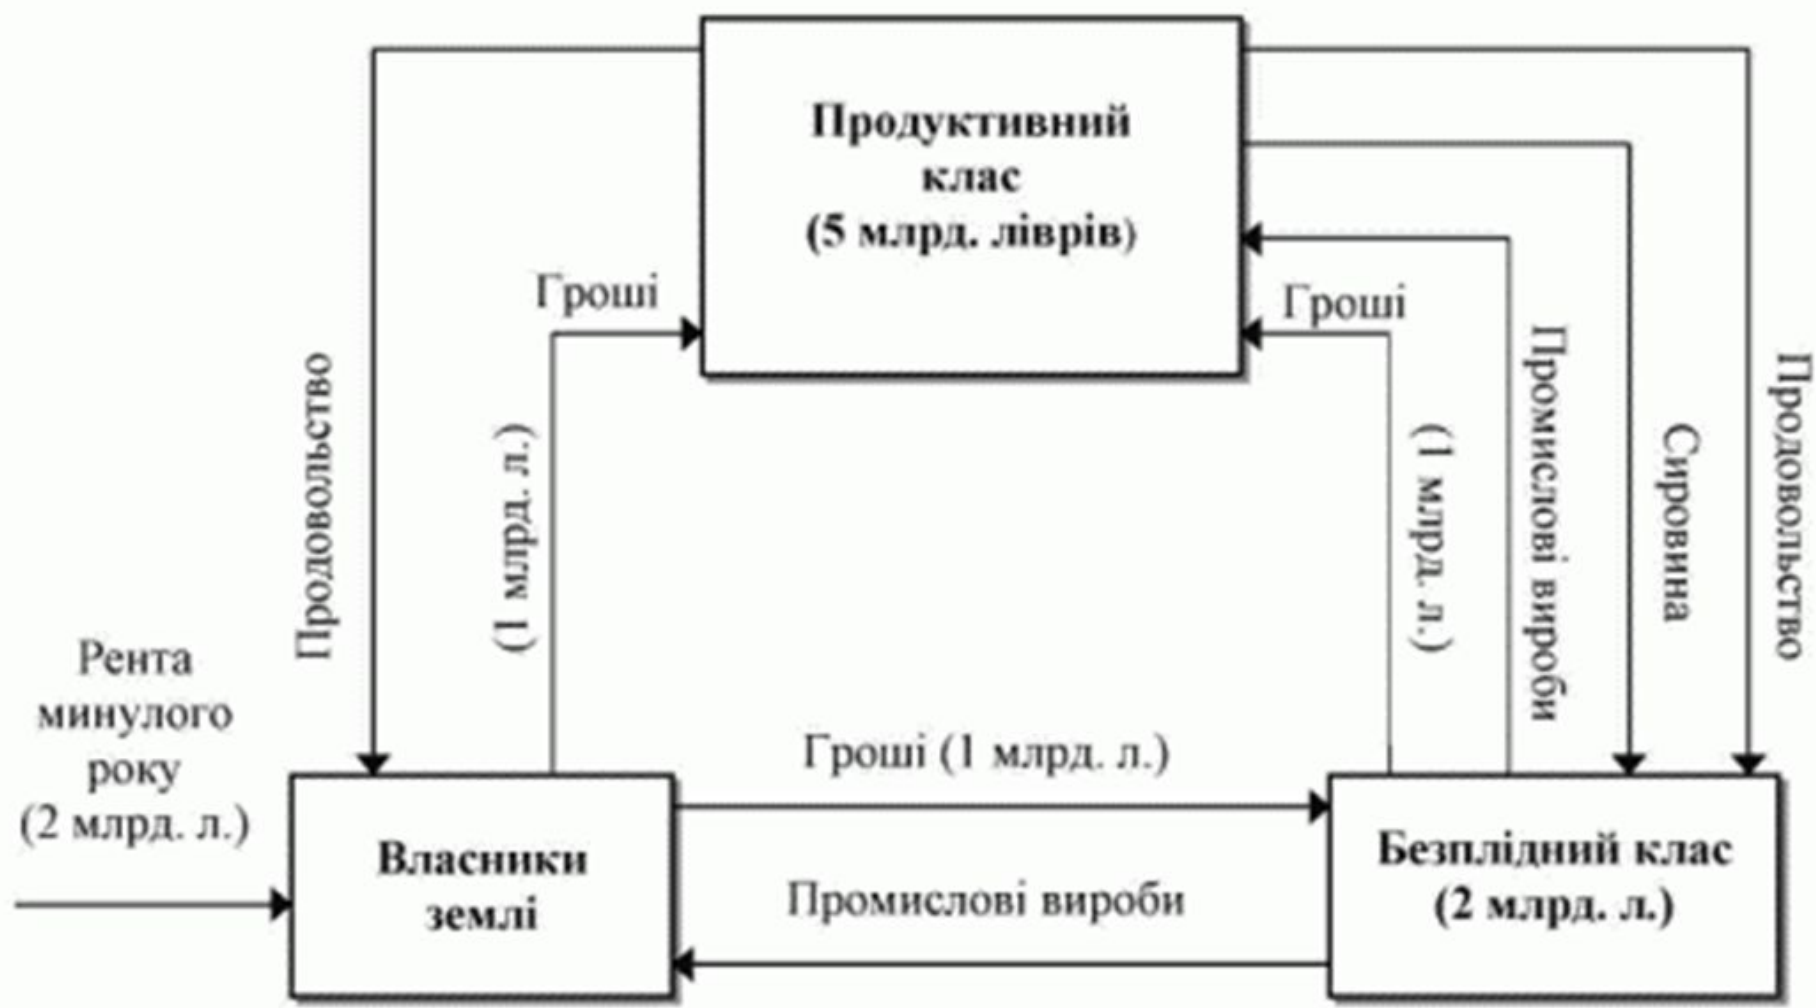 Продуктивний
клас
(5 млрд. ліврів)
Гроші
Гроші
Продовольство
(1 млрд. л.)
(1 млрд. л.)
Промислові вироби
Сировина
Продовольство
Рента
минулого
року
(2 млрд. л.)
Гроші (1 млрд. л.)
Власники
землі
Безплідний клас
(2 млрд. л.)
Промислові вироби